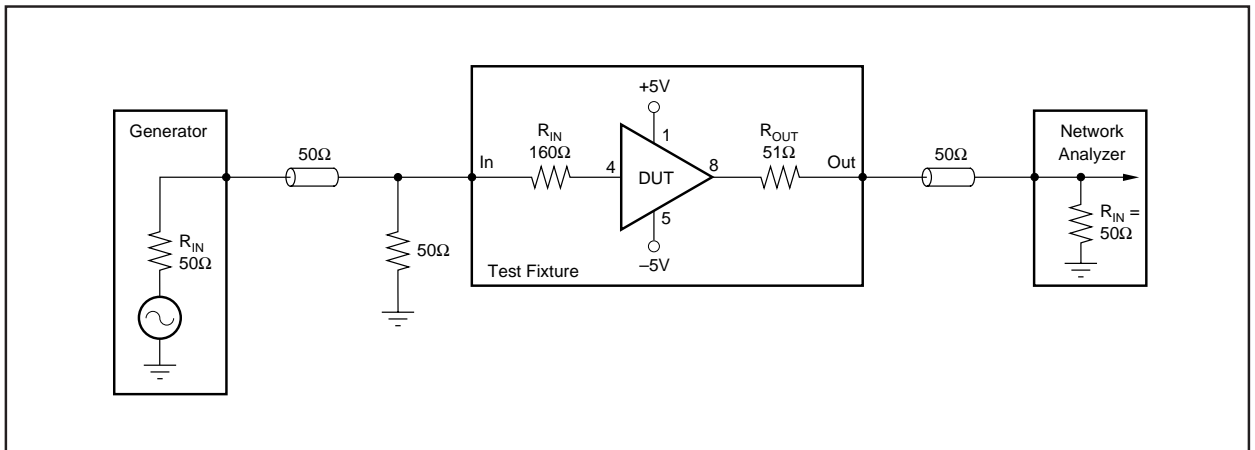 Generator
R_IN
50Ω
50Ω
50Ω
In
R_IN
160Ω
4
DUT
+5V
1
8
5
–5V
R_OUT
51Ω
Out
Test Fixture
50Ω
Network
Analyzer
R_IN =
50Ω